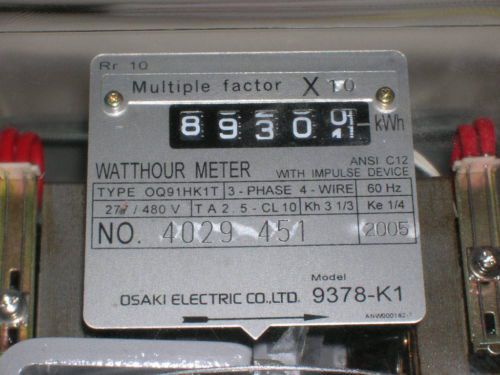 Rr 10
Multiple factor X 10
8930 kWh
WATTHOUR METER
ANSI C12
WITH IMPULSE DEVICE
TYPE OQ91HK1T 3-PHASE 4-WIRE 60 Hz
/ 480 V TA 2.5-CL10 Kh 3 1/3 Ke 1/4
NO. 4029 451 2005
Model
OSAKI ELECTRIC CO.,LTD. 9378-K1